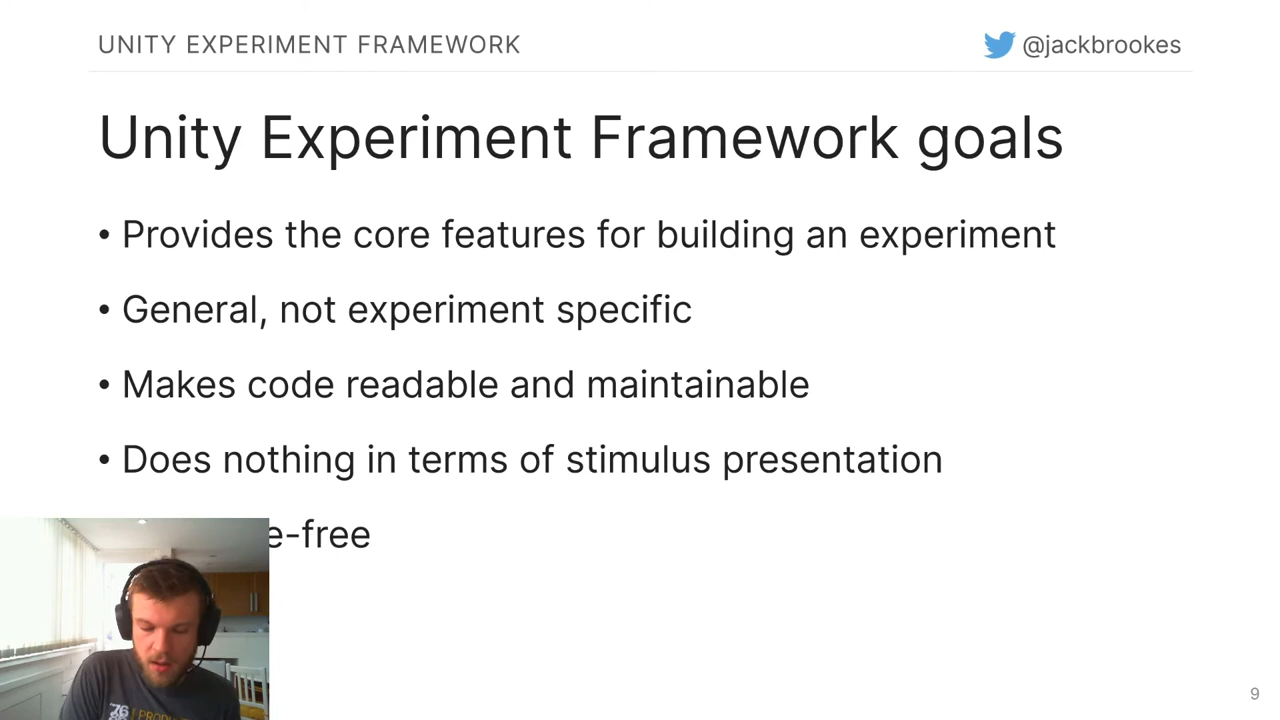 UNITY EXPERIMENT FRAMEWORK
@jackbrookes
Unity Experiment Framework goals
• Provides the core features for building an experiment
• General, not experiment specific
• Makes code readable and maintainable
• Does nothing in terms of stimulus presentation
e-free
76
9